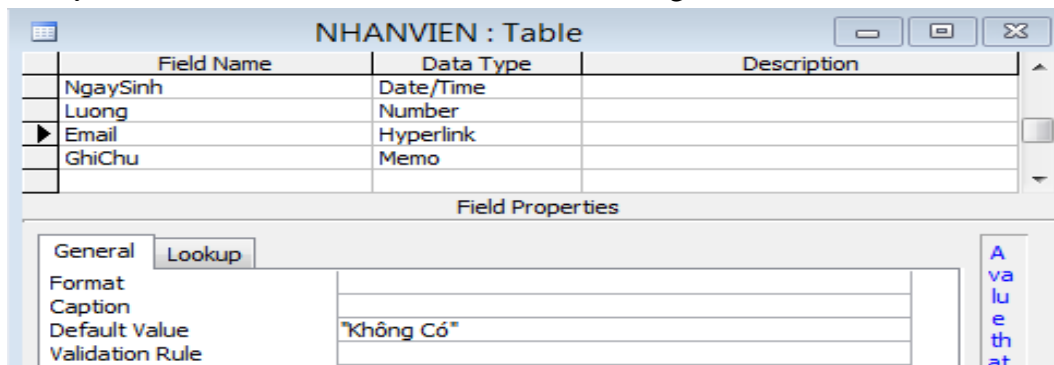 NHANVIEN : Table
Field Name Data Type Description
NgaySinh Date/Time
Luong Number
Email Hyperlink
GhiChu Memo
Field Properties
General Lookup
Format
Caption
Default Value "Không Có"
Validation Rule
A
va
lu
e
th
at